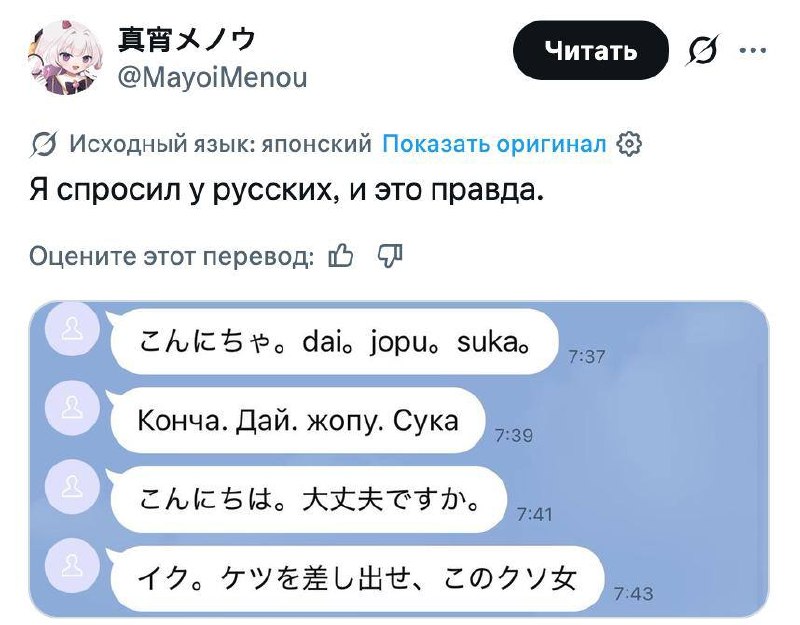 真宵メノウ
@MayoiMenou
Читать
Исходный язык: японский Показать оригинал
Я спросил у русских, и это правда.
Оцените этот перевод:
こんにちゃ。dai。jopu。suka。
7:37
Конча. Дай. жопу. Сука
7:39
こんにちは。大丈夫ですか。
7:41
イク。ケツを差し出せ、このクソ女
7:43